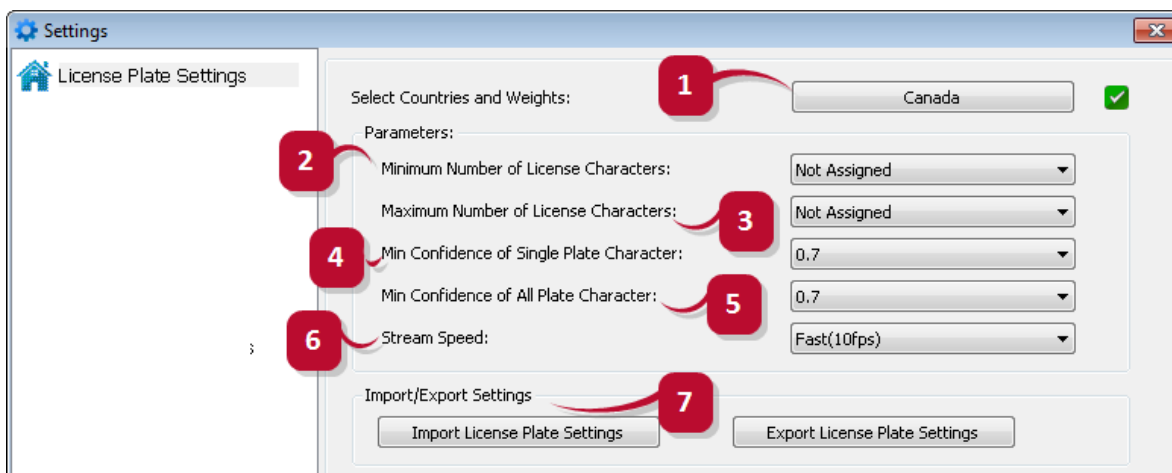 Settings
License Plate Settings
Select Countries and Weights:
1
Canada
Parameters:
2
Minimum Number of License Characters:
Not Assigned
Maximum Number of License Characters:
3
Not Assigned
4
Min Confidence of Single Plate Character:
0.7
Min Confidence of All Plate Character:
5
0.7
6
Stream Speed:
Fast(10fps)
s
Import/Export Settings
7
Import License Plate Settings
Export License Plate Settings